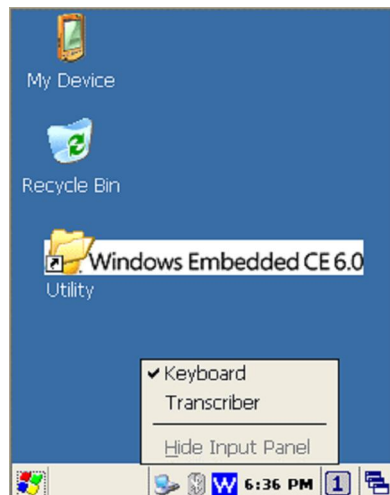 My Device
Recycle Bin
Windows Embedded CE 6.0
Utility
Keyboard
Transcriber
Hide Input Panel
W 6:36 PM 1